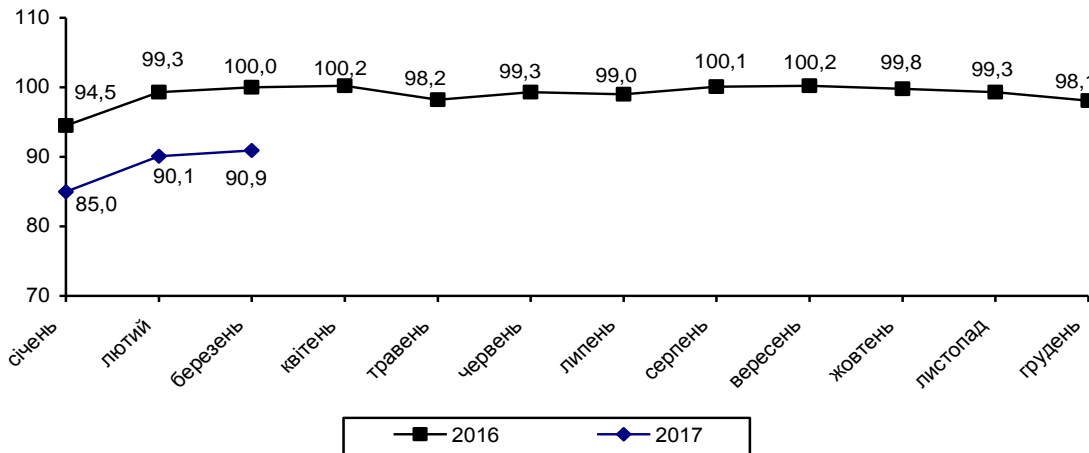 110
100
90
80
70
94,5
99,3
100,0
100,2
98,2
99,3
99,0
100,1
100,2
99,8
99,3
98,1
85,0
90,1
90,9
січень
лютий
березень
квітень
травень
червень
липень
серпень
вересень
жовтень
листопад
грудень
2016
2017